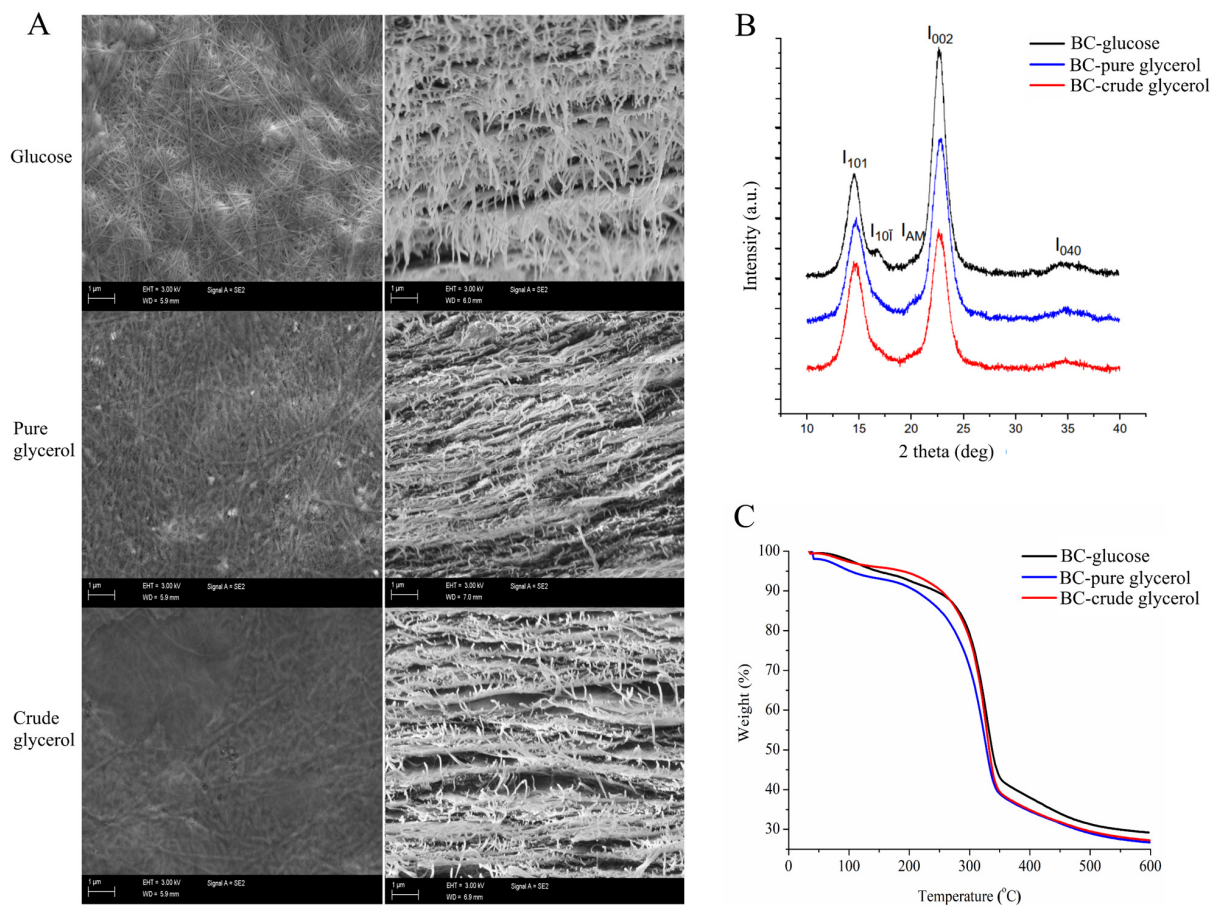 A
Glucose
1 µm
EHT = 3.00 kV
WD = 5.9 mm
Signal A = SE2
1 µm
EHT = 3.00 kV
WD = 6.0 mm
Signal A = SE2
Pure
glycerol
1 µm
EHT = 3.00 kV
WD = 5.9 mm
Signal A = SE2
1 µm
EHT = 3.00 kV
WD = 7.0 mm
Signal A = SE2
Crude
glycerol
1 µm
EHT = 3.00 kV
WD = 5.9 mm
Signal A = SE2
1 µm
EHT = 3.00 kV
WD = 6.9 mm
Signal A = SE2
B
I002
BC-glucose
BC-pure glycerol
BC-crude glycerol
I101
I10Ī
IAM
I040
Intensity (a.u.)
10 15 20 25 30 35 40
2 theta (deg)
C
BC-glucose
BC-pure glycerol
BC-crude glycerol
100
90
80
70
60
50
40
30
Weight (%)
0 100 200 300 400 500 600
Temperature (°C)